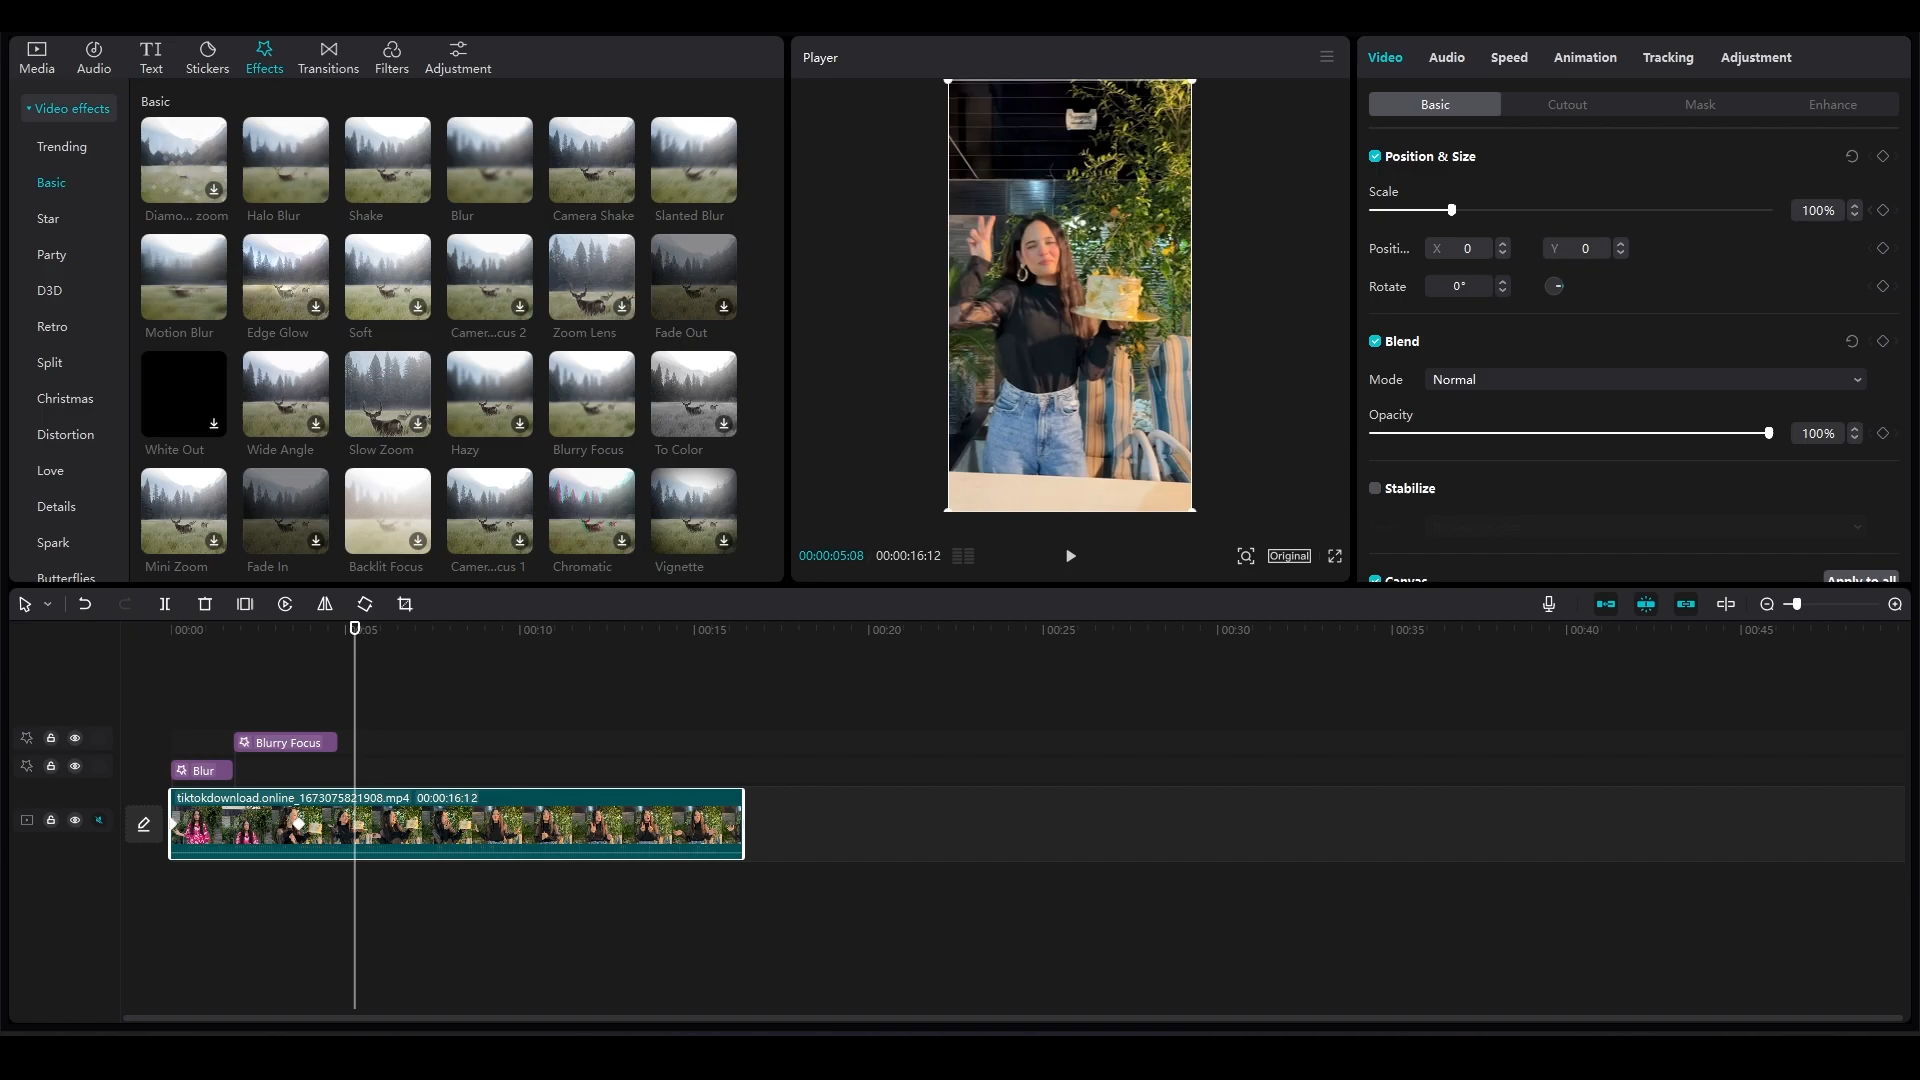 Media
Audio
TI
Text
Stickers
Effects
Transitions
Filters
Adjustment
Video effects
Trending
Basic
Star
Party
D3D
Retro
Split
Christmas
Distortion
Love
Details
Spark
Butterflies
Basic
Diamo... zoom
Halo Blur
Shake
Blur
Camera Shake
Slanted Blur
Motion Blur
Edge Glow
Soft
Camer...cus 2
Zoom Lens
Fade Out
White Out
Wide Angle
Slow Zoom
Hazy
Blurry Focus
To Color
Mini Zoom
Fade In
Backlit Focus
Camer...cus 1
Chromatic
Vignette
Player
00:00:05:08
00:00:16:12
Original
Video
Audio
Speed
Animation
Tracking
Adjustment
Basic
Cutout
Mask
Enhance
Position & Size
Scale
100%
Positi...
X 0
Y 0
Rotate
0°
Blend
Mode
Normal
Opacity
100%
Stabilize
Canvas
Apply to all
00:00
00:05
00:10
00:15
00:20
00:25
00:30
00:35
00:40
00:45
Blurry Focus
Blur
tiktokdownload.online_1673075821908.mp4 00:00:16:12